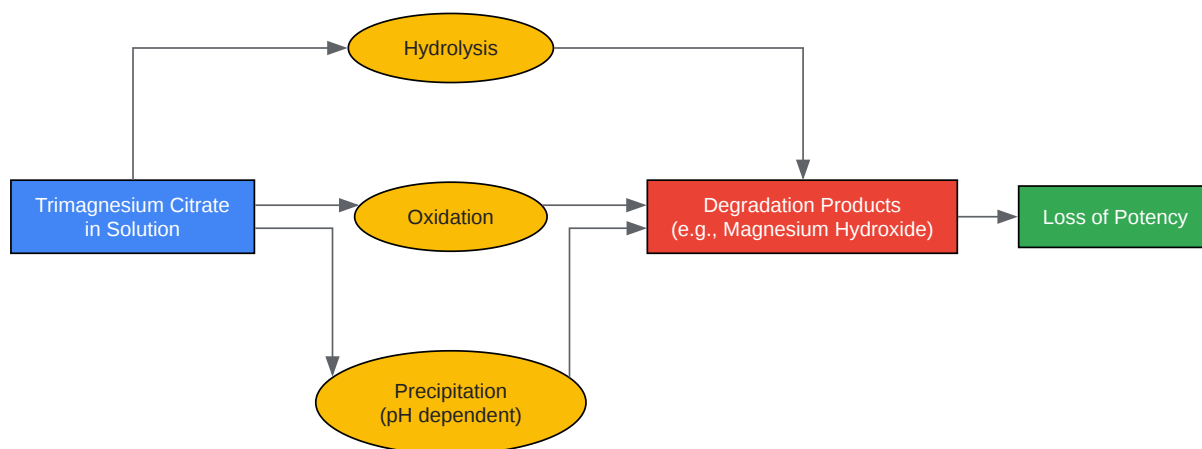 Hydrolysis
Trimagnesium Citrate
in Solution
Oxidation
Degradation Products
(e.g., Magnesium Hydroxide)
Loss of Potency
Precipitation
(pH dependent)